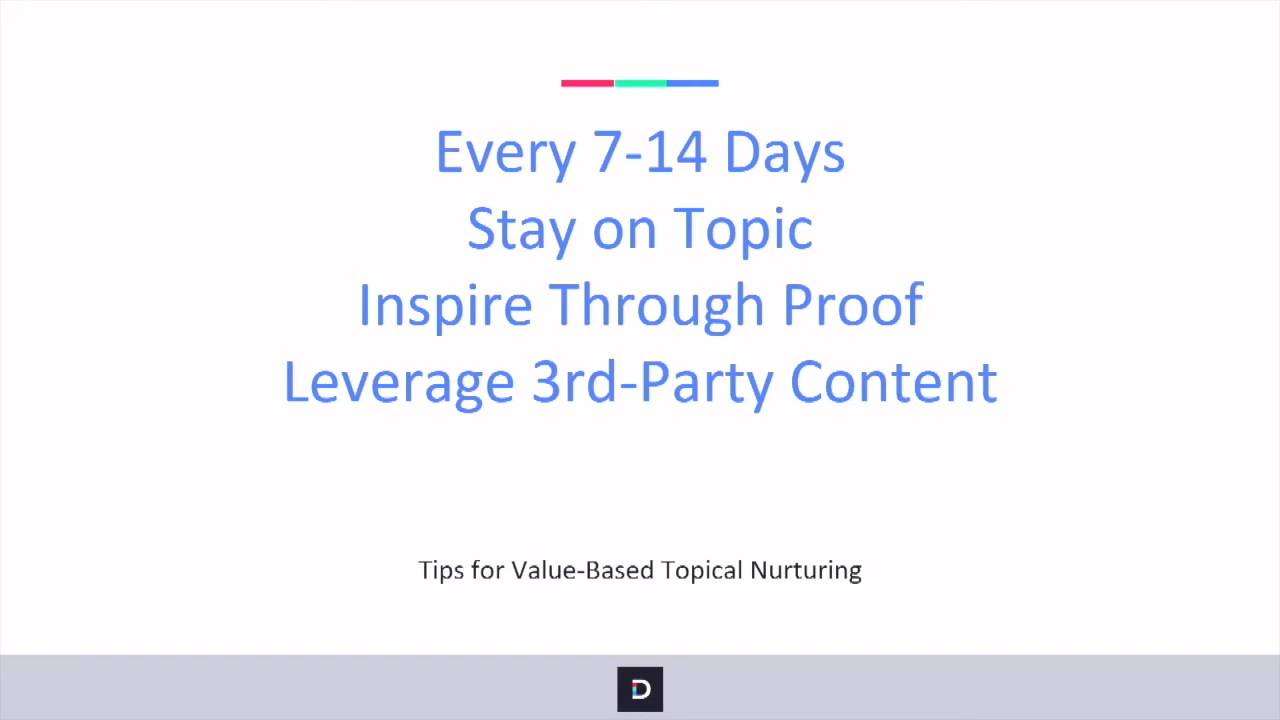 Every 7-14 Days
Stay on Topic
Inspire Through Proof
Leverage 3rd-Party Content
Tips for Value-Based Topical Nurturing
D